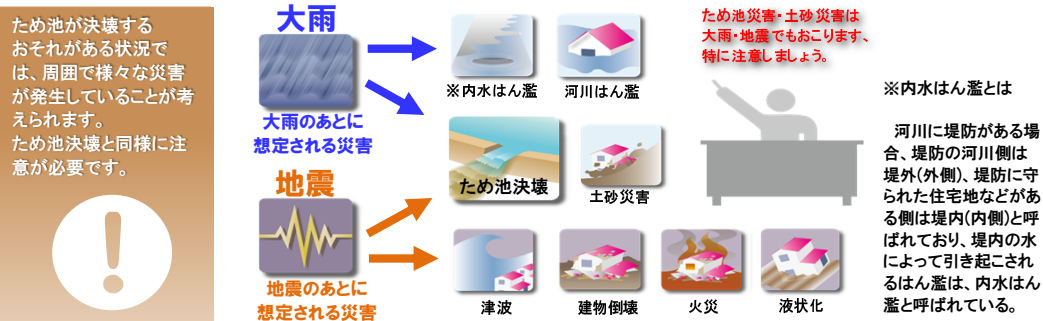 ため池が決壊する
おそれがある状況で
は、周囲で様々な災害
が発生していることが考
えられます。
ため池決壊と同様に注
意が必要です。
大雨
大雨のあとに
想定される災害
地震
地震のあとに
想定される災害
※内水はん濫
河川はん濫
ため池決壊
土砂災害
津波
建物倒壊
火災
液状化
ため池災害・土砂災害は
大雨・地震でもおこります、
特に注意しましょう。
※内水はん濫とは
河川に堤防がある場
合、堤防の河川側は
堤外(外側)、堤防に守
られた住宅地などがあ
る側は堤内(内側)と呼
ばれており、堤内の水
によって引き起こされ
るはん濫は、内水はん
濫と呼ばれている。